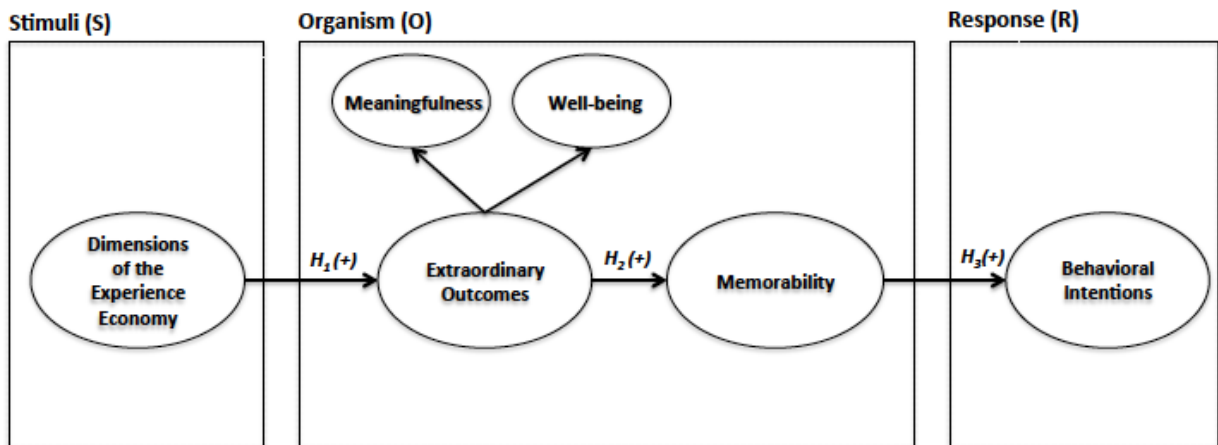 Stimuli (S)
Organism (O)
Response (R)
Meaningfulness
Well-being
Dimensions
of the
Experience
Economy
H₁(+)
Extraordinary
Outcomes
H₂(+)
Memorability
H₃(+)
Behavioral
Intentions